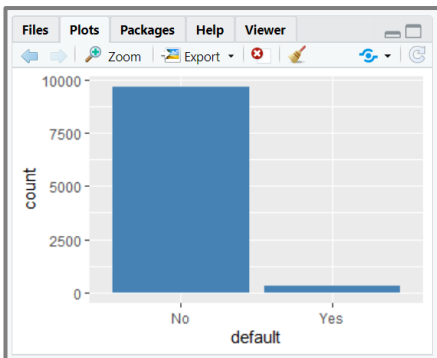 Files Plots Packages Help Viewer
Zoom Export
10000
7500
5000
2500
0
count
No Yes
default